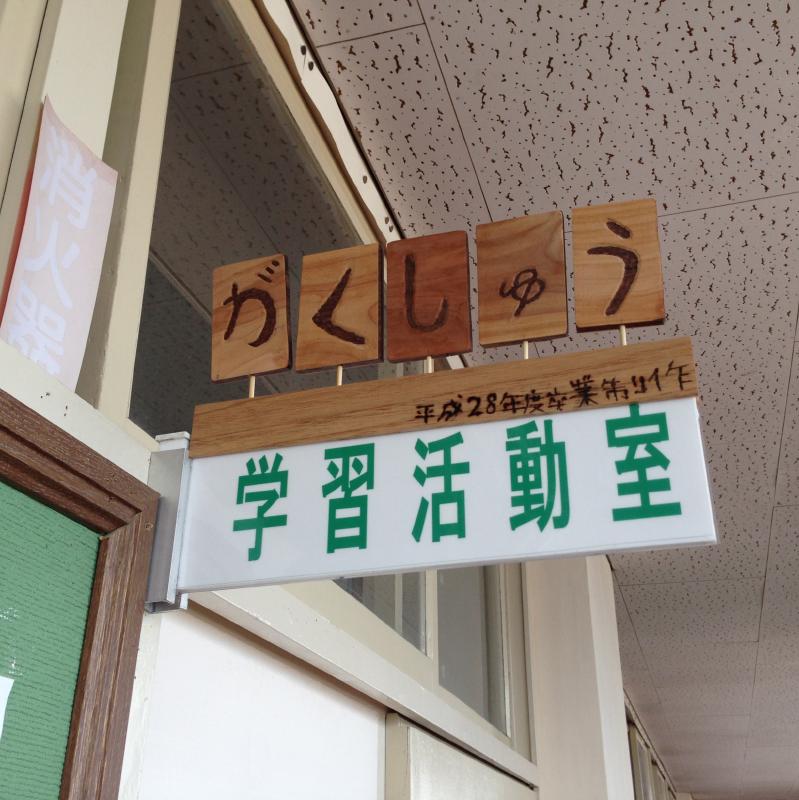 消火器
がくしゅう
平成28年度卒業制作
学習活動室